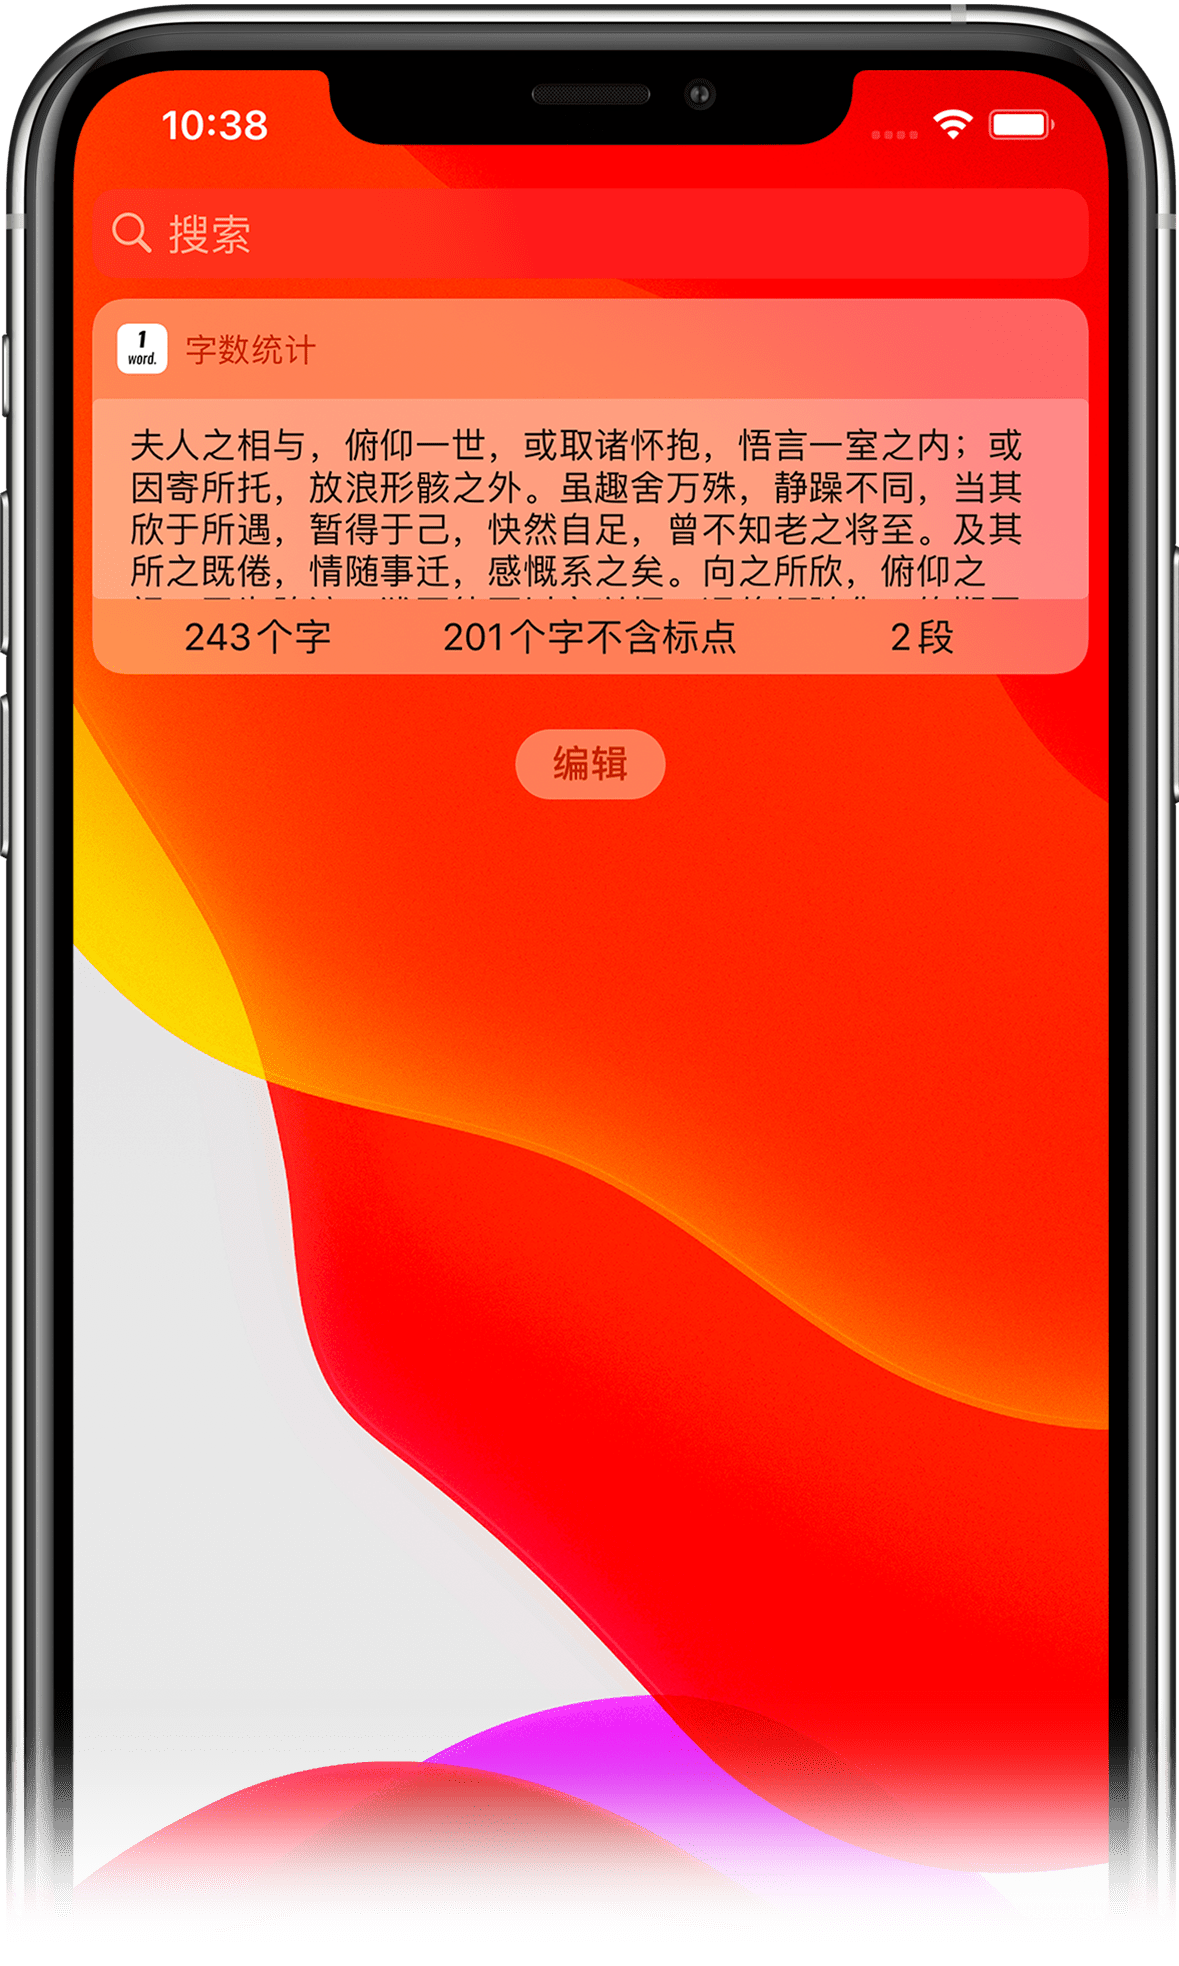 10:38
搜索
1
word.
字数统计
夫人之相与，俯仰一世，或取诸怀抱，悟言一室之内；或
因寄所托，放浪形骸之外。虽趣舍万殊，静躁不同，当其
欣于所遇，暂得于己，快然自足，曾不知老之将至。及其
所之既倦，情随事迁，感慨系之矣。向之所欣，俯仰之
243个字
201个字不含标点
2段
编辑